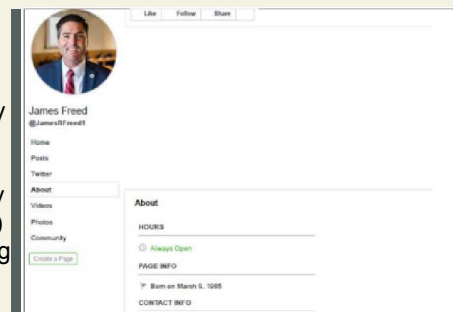 Like Follow Share
James Freed
@JamesRFreed1
Home
Posts
Twitter
About
Videos
Photos
Community
Create a Page
About
HOURS
Always Open
PAGE INFO
Born on March 9, 1985
CONTACT INFO
y
y
)
g